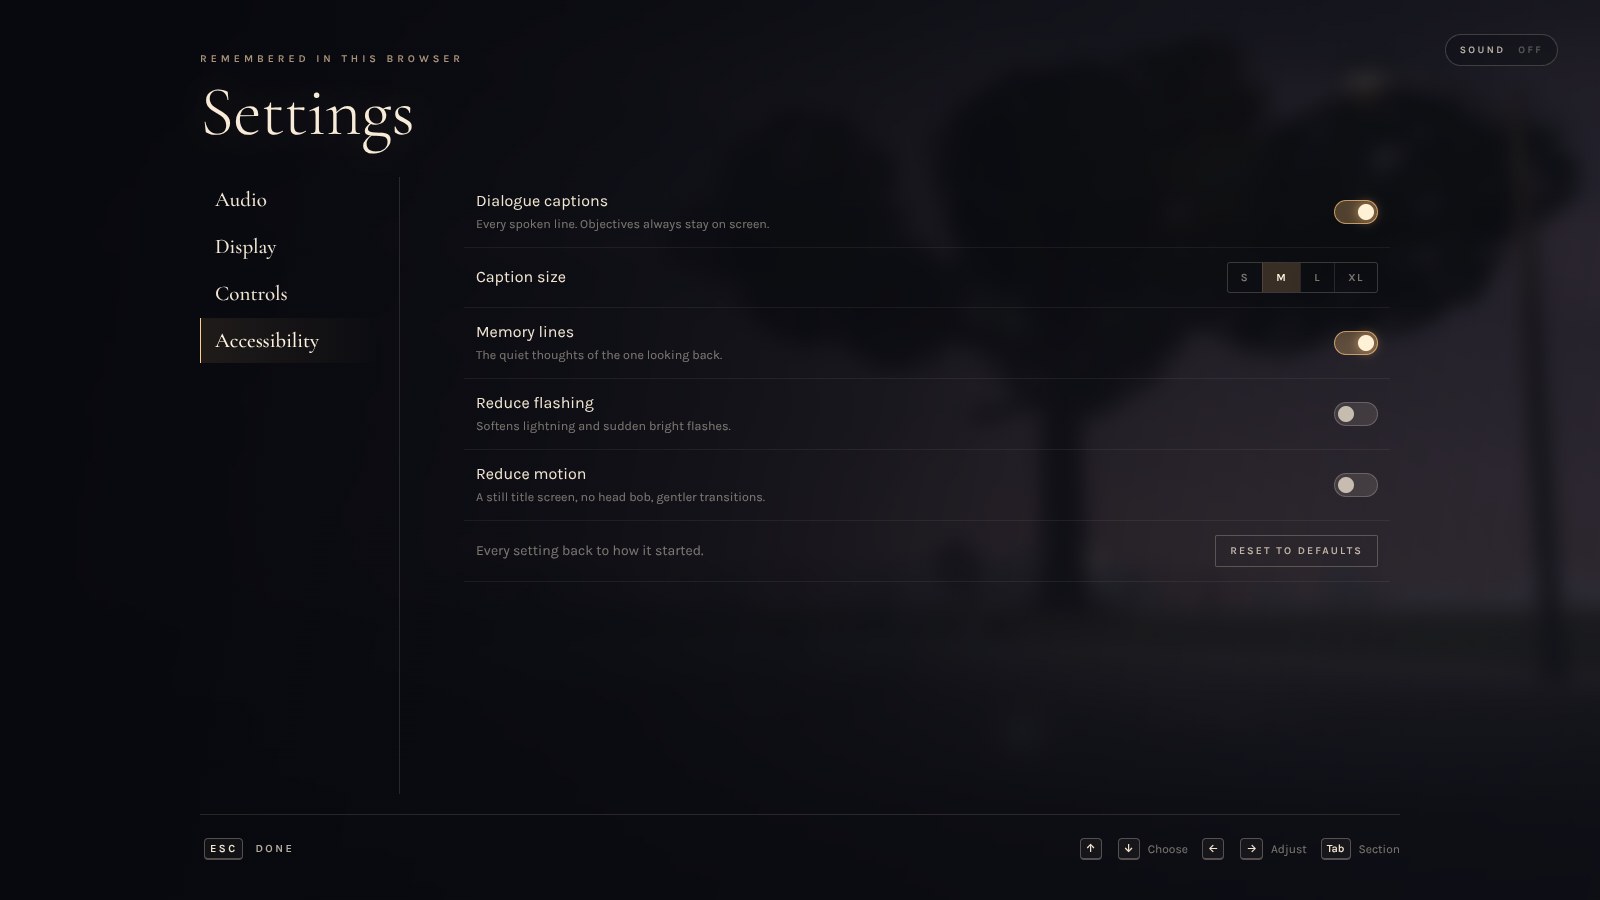 REMEMBERED IN THIS BROWSER
SOUND OFF
Settings
Audio
Display
Controls
Accessibility
Dialogue captions
Every spoken line. Objectives always stay on screen.
Caption size
S M L XL
Memory lines
The quiet thoughts of the one looking back.
Reduce flashing
Softens lightning and sudden bright flashes.
Reduce motion
A still title screen, no head bob, gentler transitions.
Every setting back to how it started.
RESET TO DEFAULTS
ESC DONE
↑ ↓ Choose ← → Adjust Tab Section